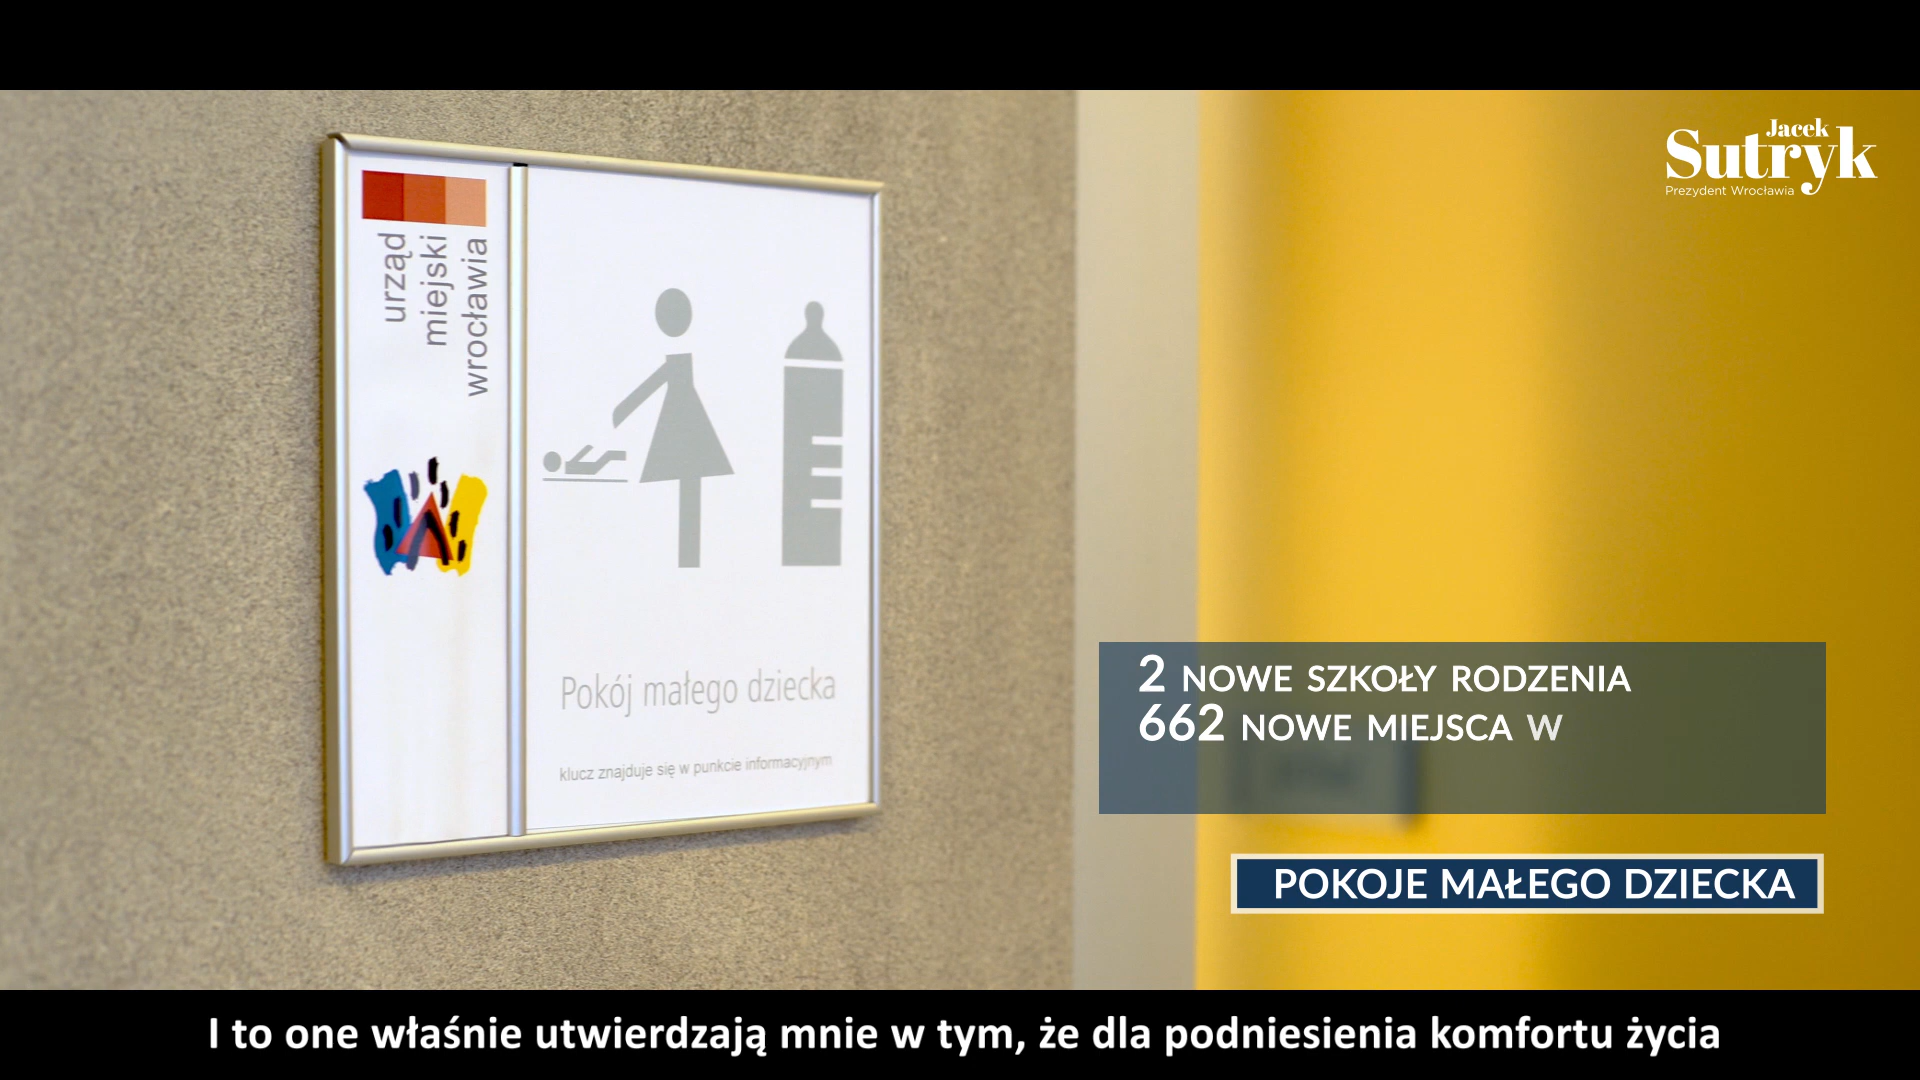 Jacek
Sutryk
Prezydent Wrocławia
urząd
miejski
wrocławia
Pokój małego dziecka
klucz znajduje się w punkcie informacyjnym
2 NOWE SZKOŁY RODZENIA
662 NOWE MIEJSCA W
POKOJE MAŁEGO DZIECKA
I to one właśnie utwierdzają mnie w tym, że dla podniesienia komfortu życia